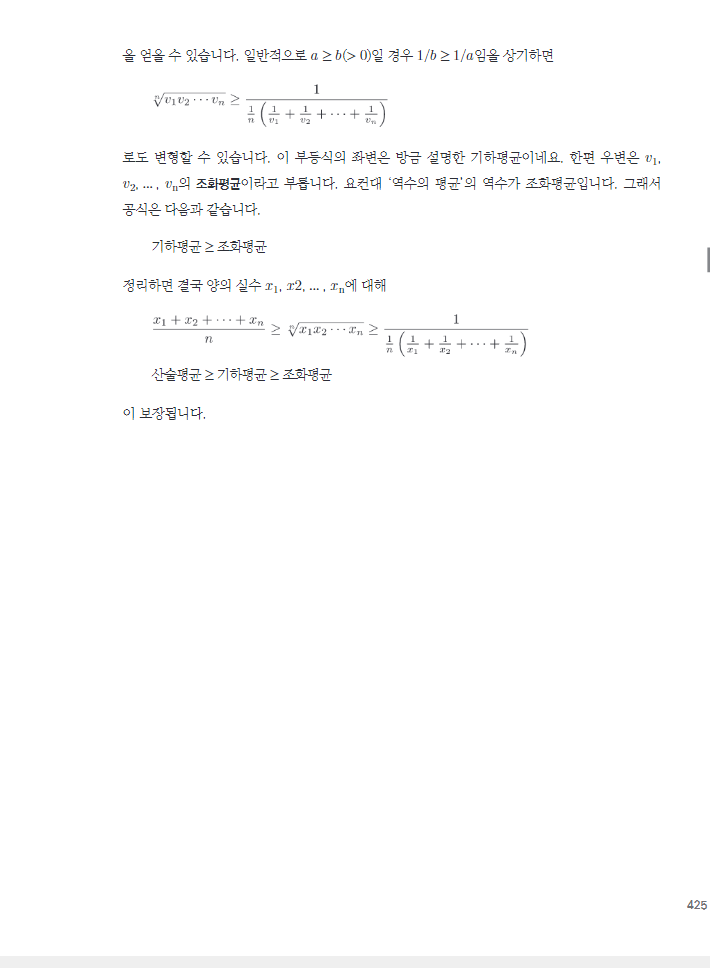 을 얻을 수 있습니다. 일반적으로 a ≥ b(> 0)일 경우 1/b ≥ 1/a임을 상기하면
$\sqrt[n]{v_1 v_2 \cdots v_n} \geq \frac{1}{\frac{1}{n}\left(\frac{1}{v_1} + \frac{1}{v_2} + \cdots + \frac{1}{v_n}\right)}$
로도 변형할 수 있습니다. 이 부등식의 좌변은 방금 설명한 기하평균이네요. 한편 우변은 v₁,
v₂, ... , vₙ의 조화평균이라고 부릅니다. 요컨대 ‘역수의 평균’의 역수가 조화평균입니다. 그래서
공식은 다음과 같습니다.
기하평균 ≥ 조화평균
정리하면 결국 양의 실수 x₁, x2, ... , xₙ에 대해
$\frac{x_1 + x_2 + \cdots + x_n}{n} \geq \sqrt[n]{x_1 x_2 \cdots x_n} \geq \frac{1}{\frac{1}{n}\left(\frac{1}{x_1} + \frac{1}{x_2} + \cdots + \frac{1}{x_n}\right)}$
산술평균 ≥ 기하평균 ≥ 조화평균
이 보장됩니다.
425